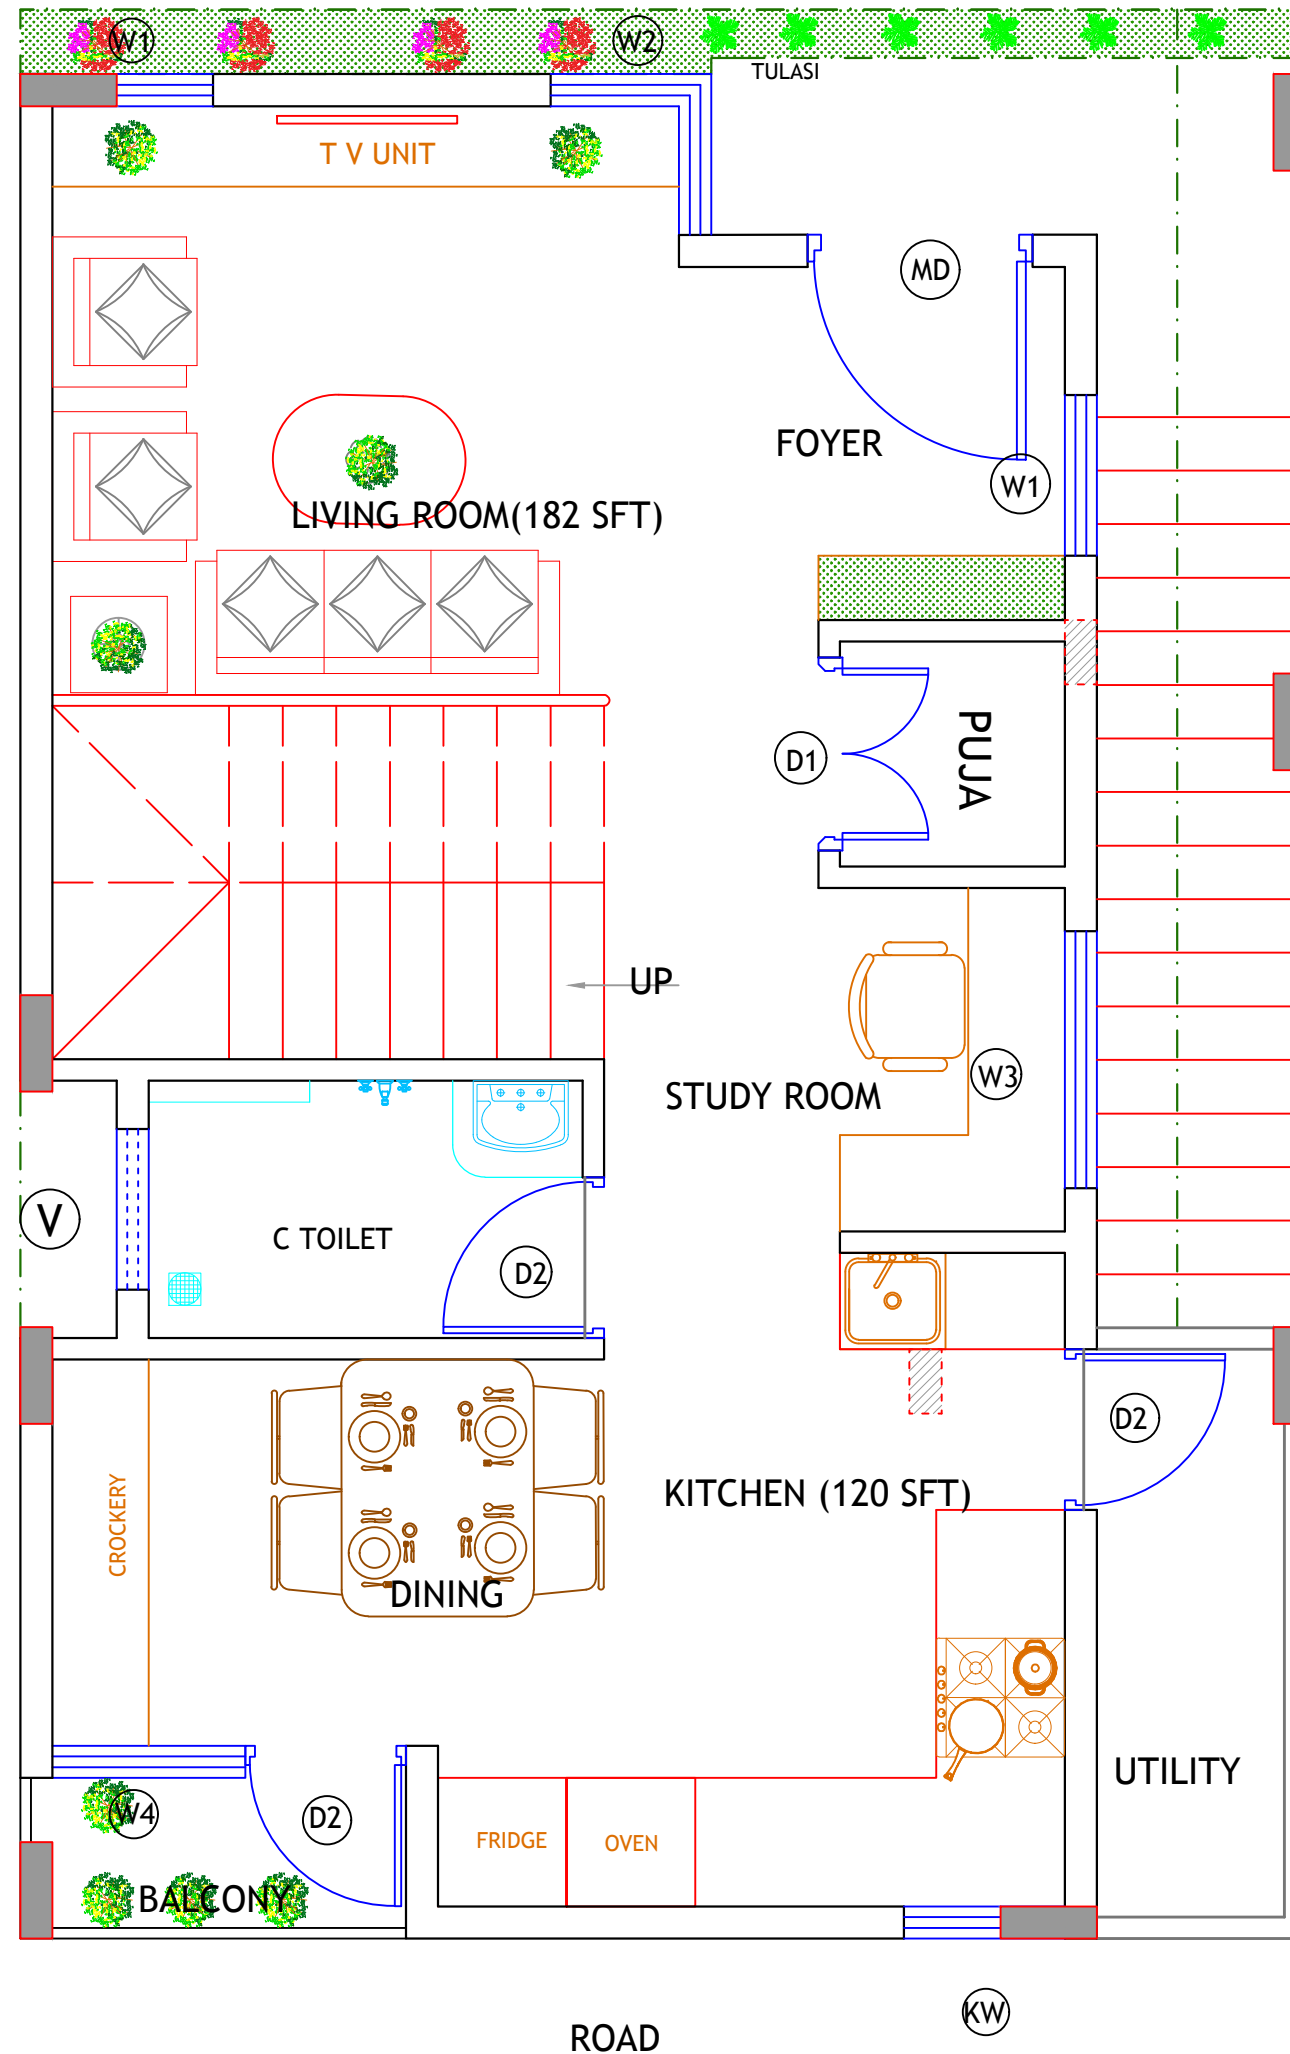 W1
W2
TULASI
T V UNIT
MD
FOYER
W1
LIVING ROOM(182 SFT)
PUJA
D1
UP
W3
STUDY ROOM
V
C TOILET
D2
D2
KITCHEN (120 SFT)
CROCKERY
DINING
UTILITY
W4
D2
FRIDGE
OVEN
BALCONY
KW
ROAD